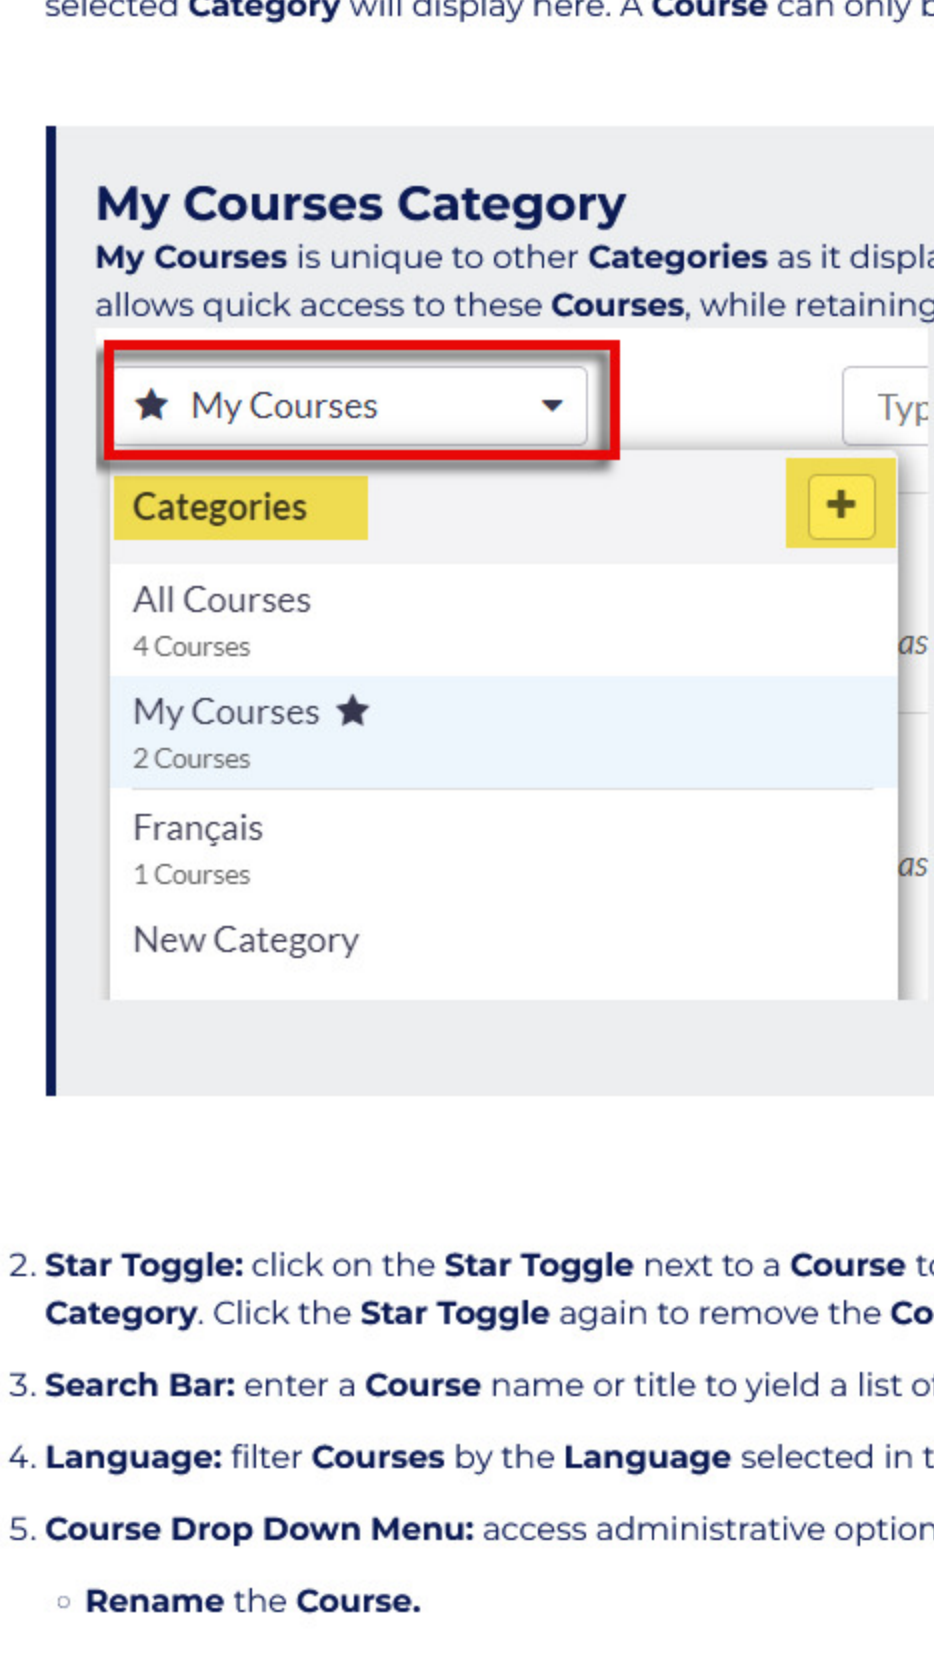 selected Category will display here. A Course can only
My Courses Category
My Courses is unique to other Categories as it
allows quick access to these Courses, while retaining
My Courses
Categories
+
All Courses
4 Courses
as
My Courses
2 Courses
Français
1 Courses
as
New Category
2. Star Toggle: click on the Star Toggle next to a Course
Category. Click the Star Toggle again to remove the
3. Search Bar: enter a Course name or title to yield a list
4. Language: filter Courses by the Language selected in
5. Course Drop Down Menu: access administrative
○ Rename the Course.